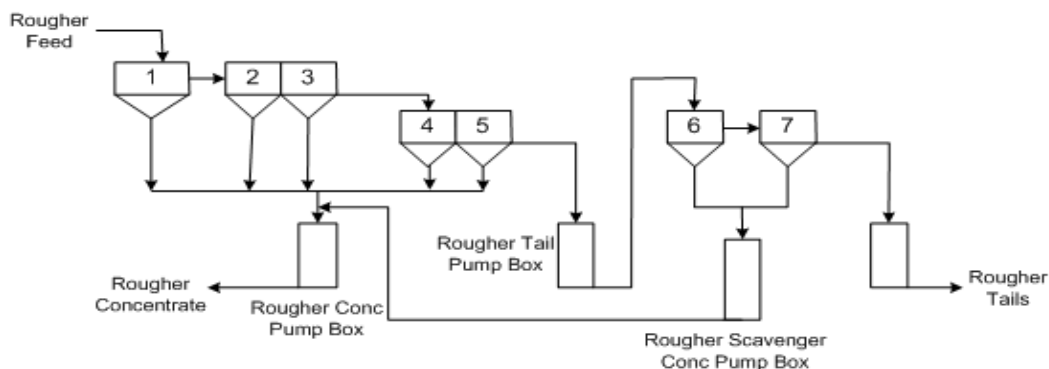 Rougher
Feed
1
2
3
4
5
6
7
Rougher Tail
Pump Box
Rougher
Concentrate
Rougher Conc
Pump Box
Rougher Scavenger
Conc Pump Box
Rougher
Tails